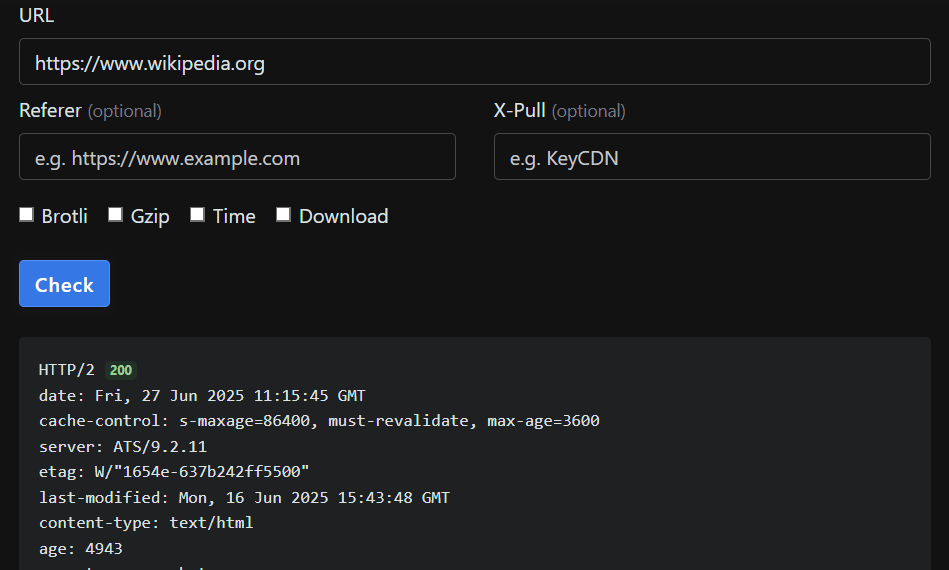 URL
https://www.wikipedia.org
Referer (optional) X-Pull (optional)
e.g. https://www.example.com e.g. KeyCDN
Brotli Gzip Time Download
Check
HTTP/2 200
date: Fri, 27 Jun 2025 11:15:45 GMT
cache-control: s-maxage=86400, must-revalidate, max-age=3600
server: ATS/9.2.11
etag: W/"1654e-637b242ff5500"
last-modified: Mon, 16 Jun 2025 15:43:48 GMT
content-type: text/html
age: 4943